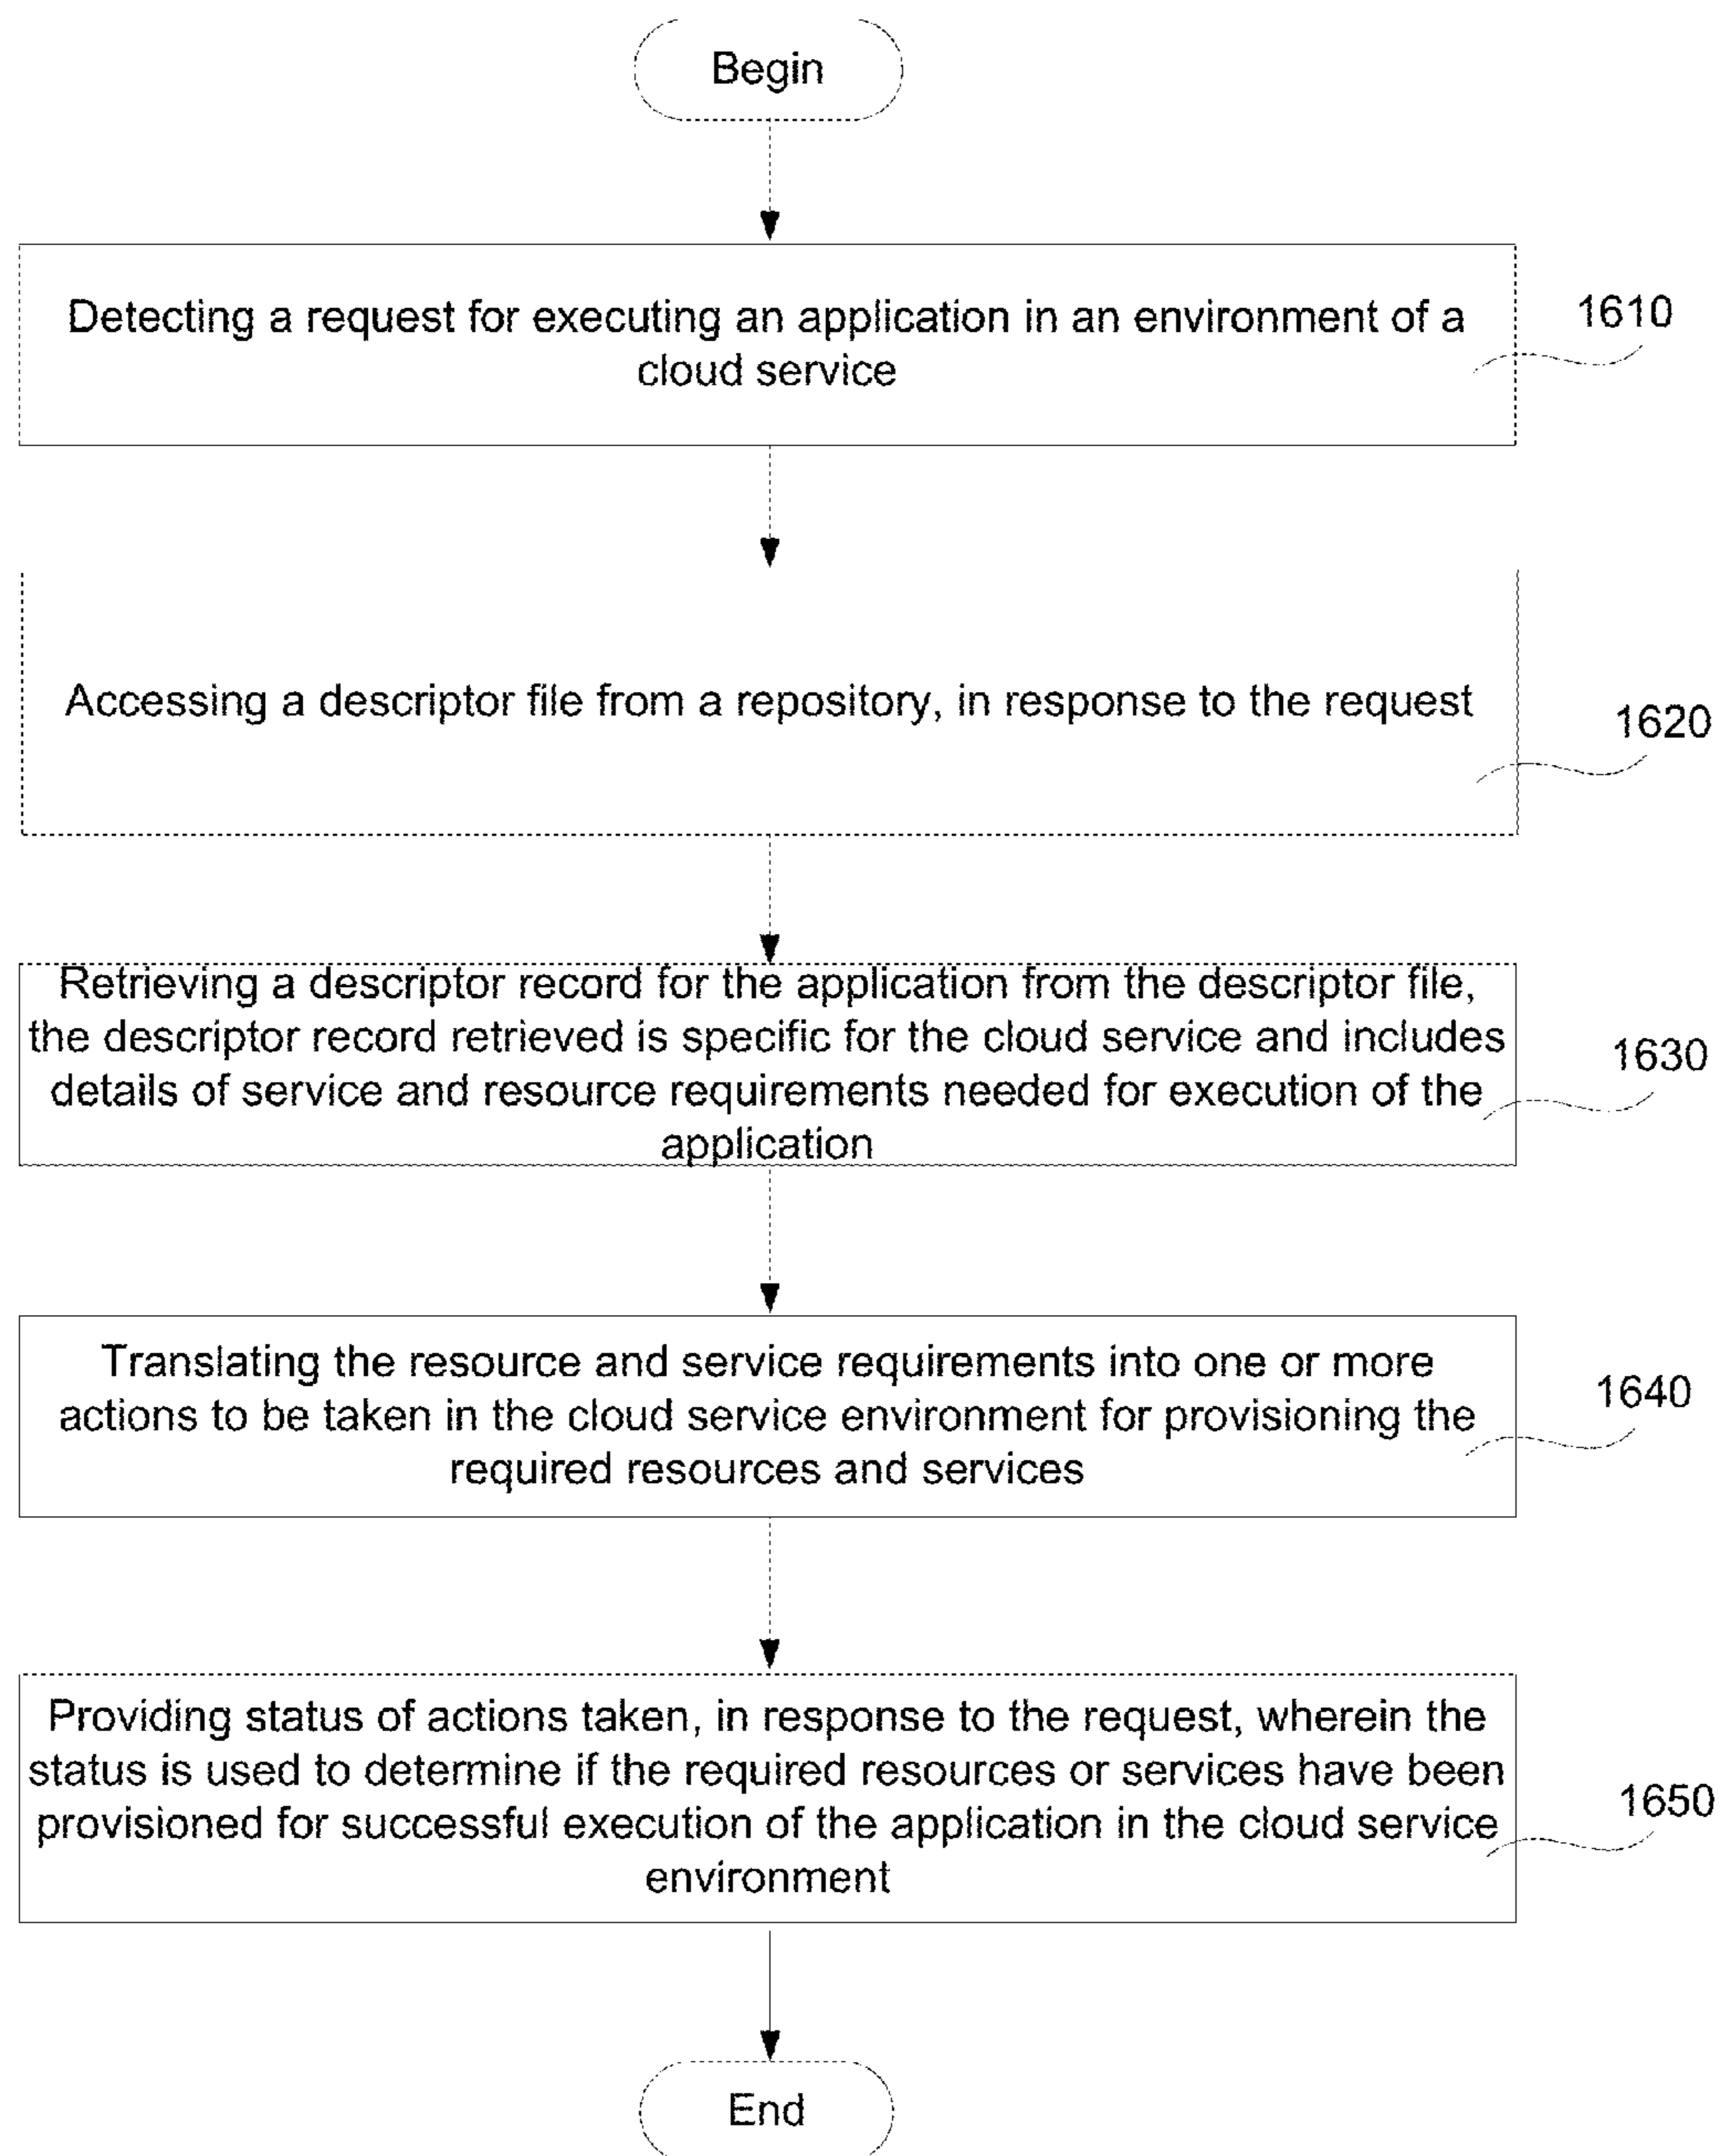 Begin
Detecting a request for executing an application in an environment of a
cloud service
1610
Accessing a descriptor file from a repository, in response to the request
1620
Retrieving a descriptor record for the application from the descriptor file,
the descriptor record retrieved is specific for the cloud service and includes
details of service and resource requirements needed for execution of the
application
1630
Translating the resource and service requirements into one or more
actions to be taken in the cloud service environment for provisioning the
required resources and services
1640
Providing status of actions taken, in response to the request, wherein the
status is used to determine if the required resources or services have been
provisioned for successful execution of the application in the cloud service
environment
1650
End